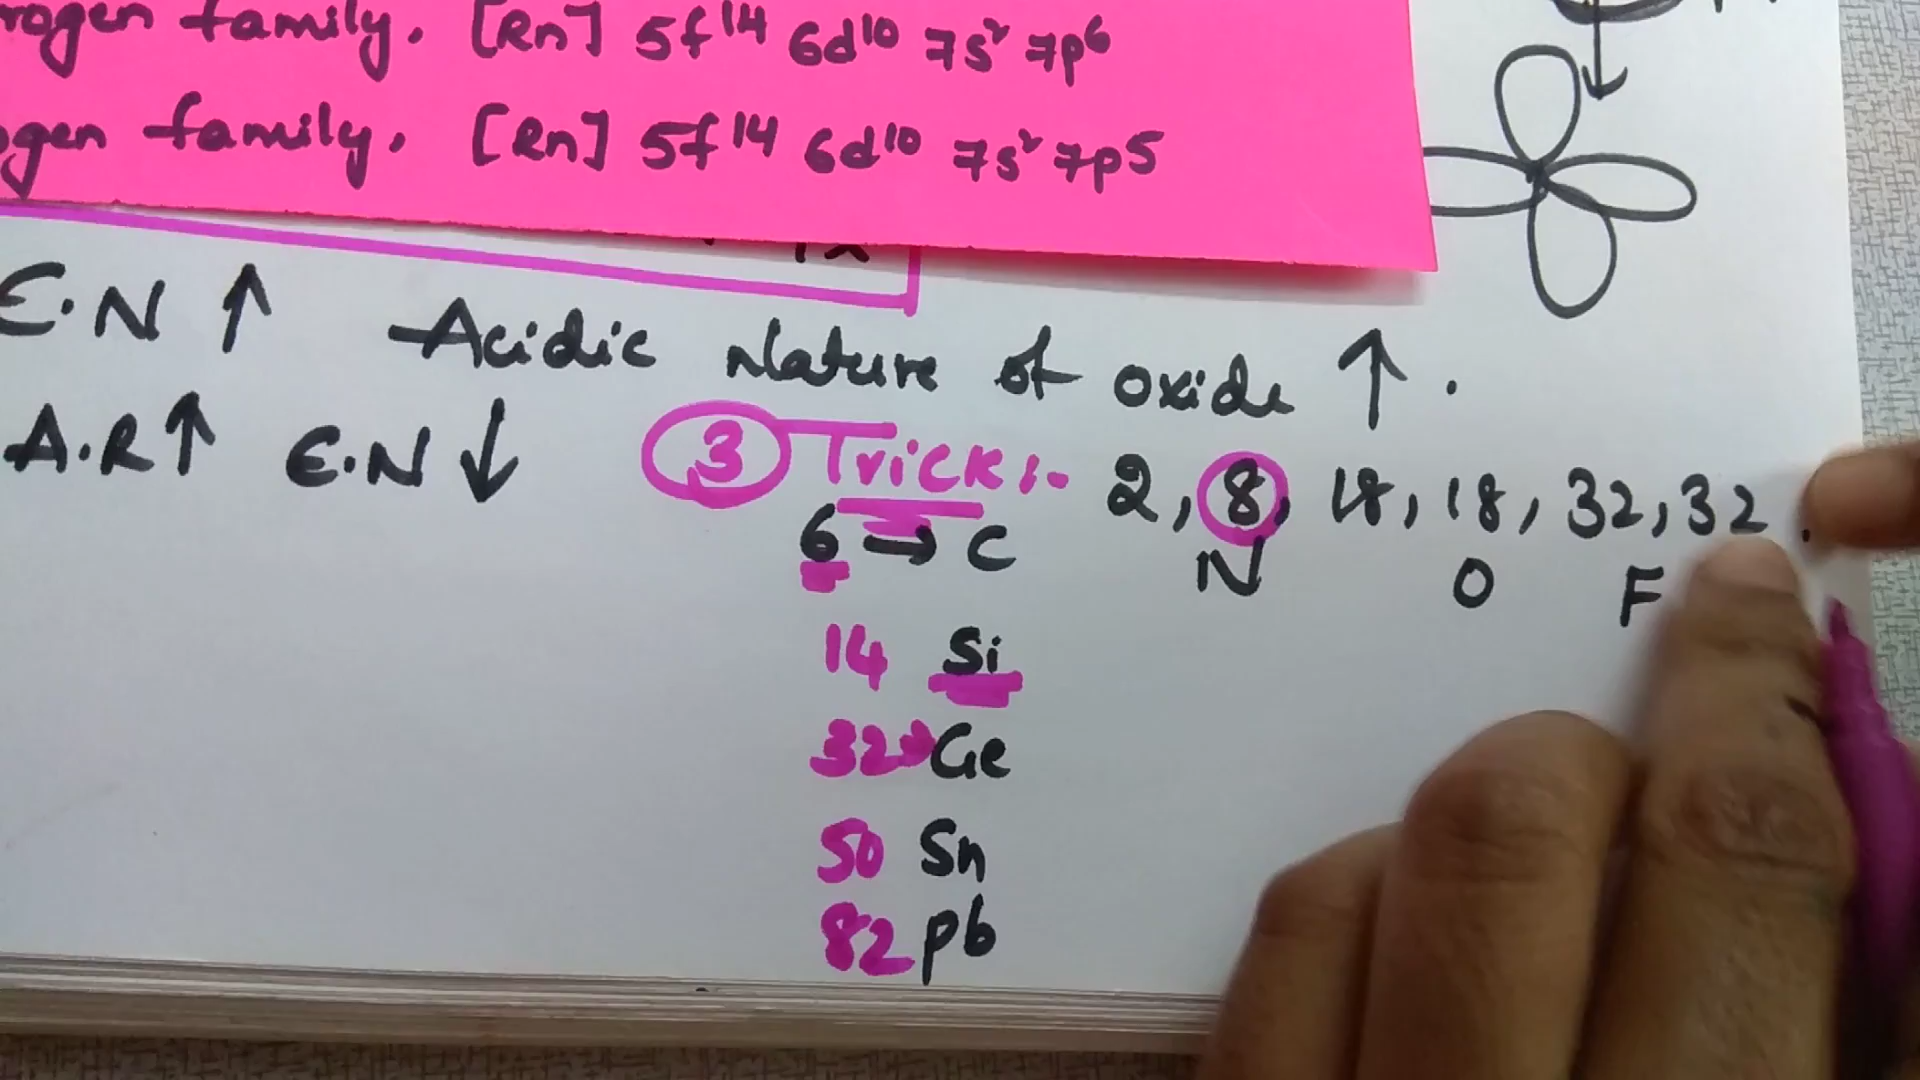 rogen family. [Rn] 5f¹⁴ 6d¹⁰ 7s² 7p⁶
ogen family. [Rn] 5f¹⁴ 6d¹⁰ 7s² 7p5
E.N ↑ Acidic Nature of oxide ↑.
A.R ↑ E.N ↓
3 Trick:- 2, 8, 18, 18, 32, 32.
6 → C N O F
14 Si
32→Ge
50 Sn
82 Pb